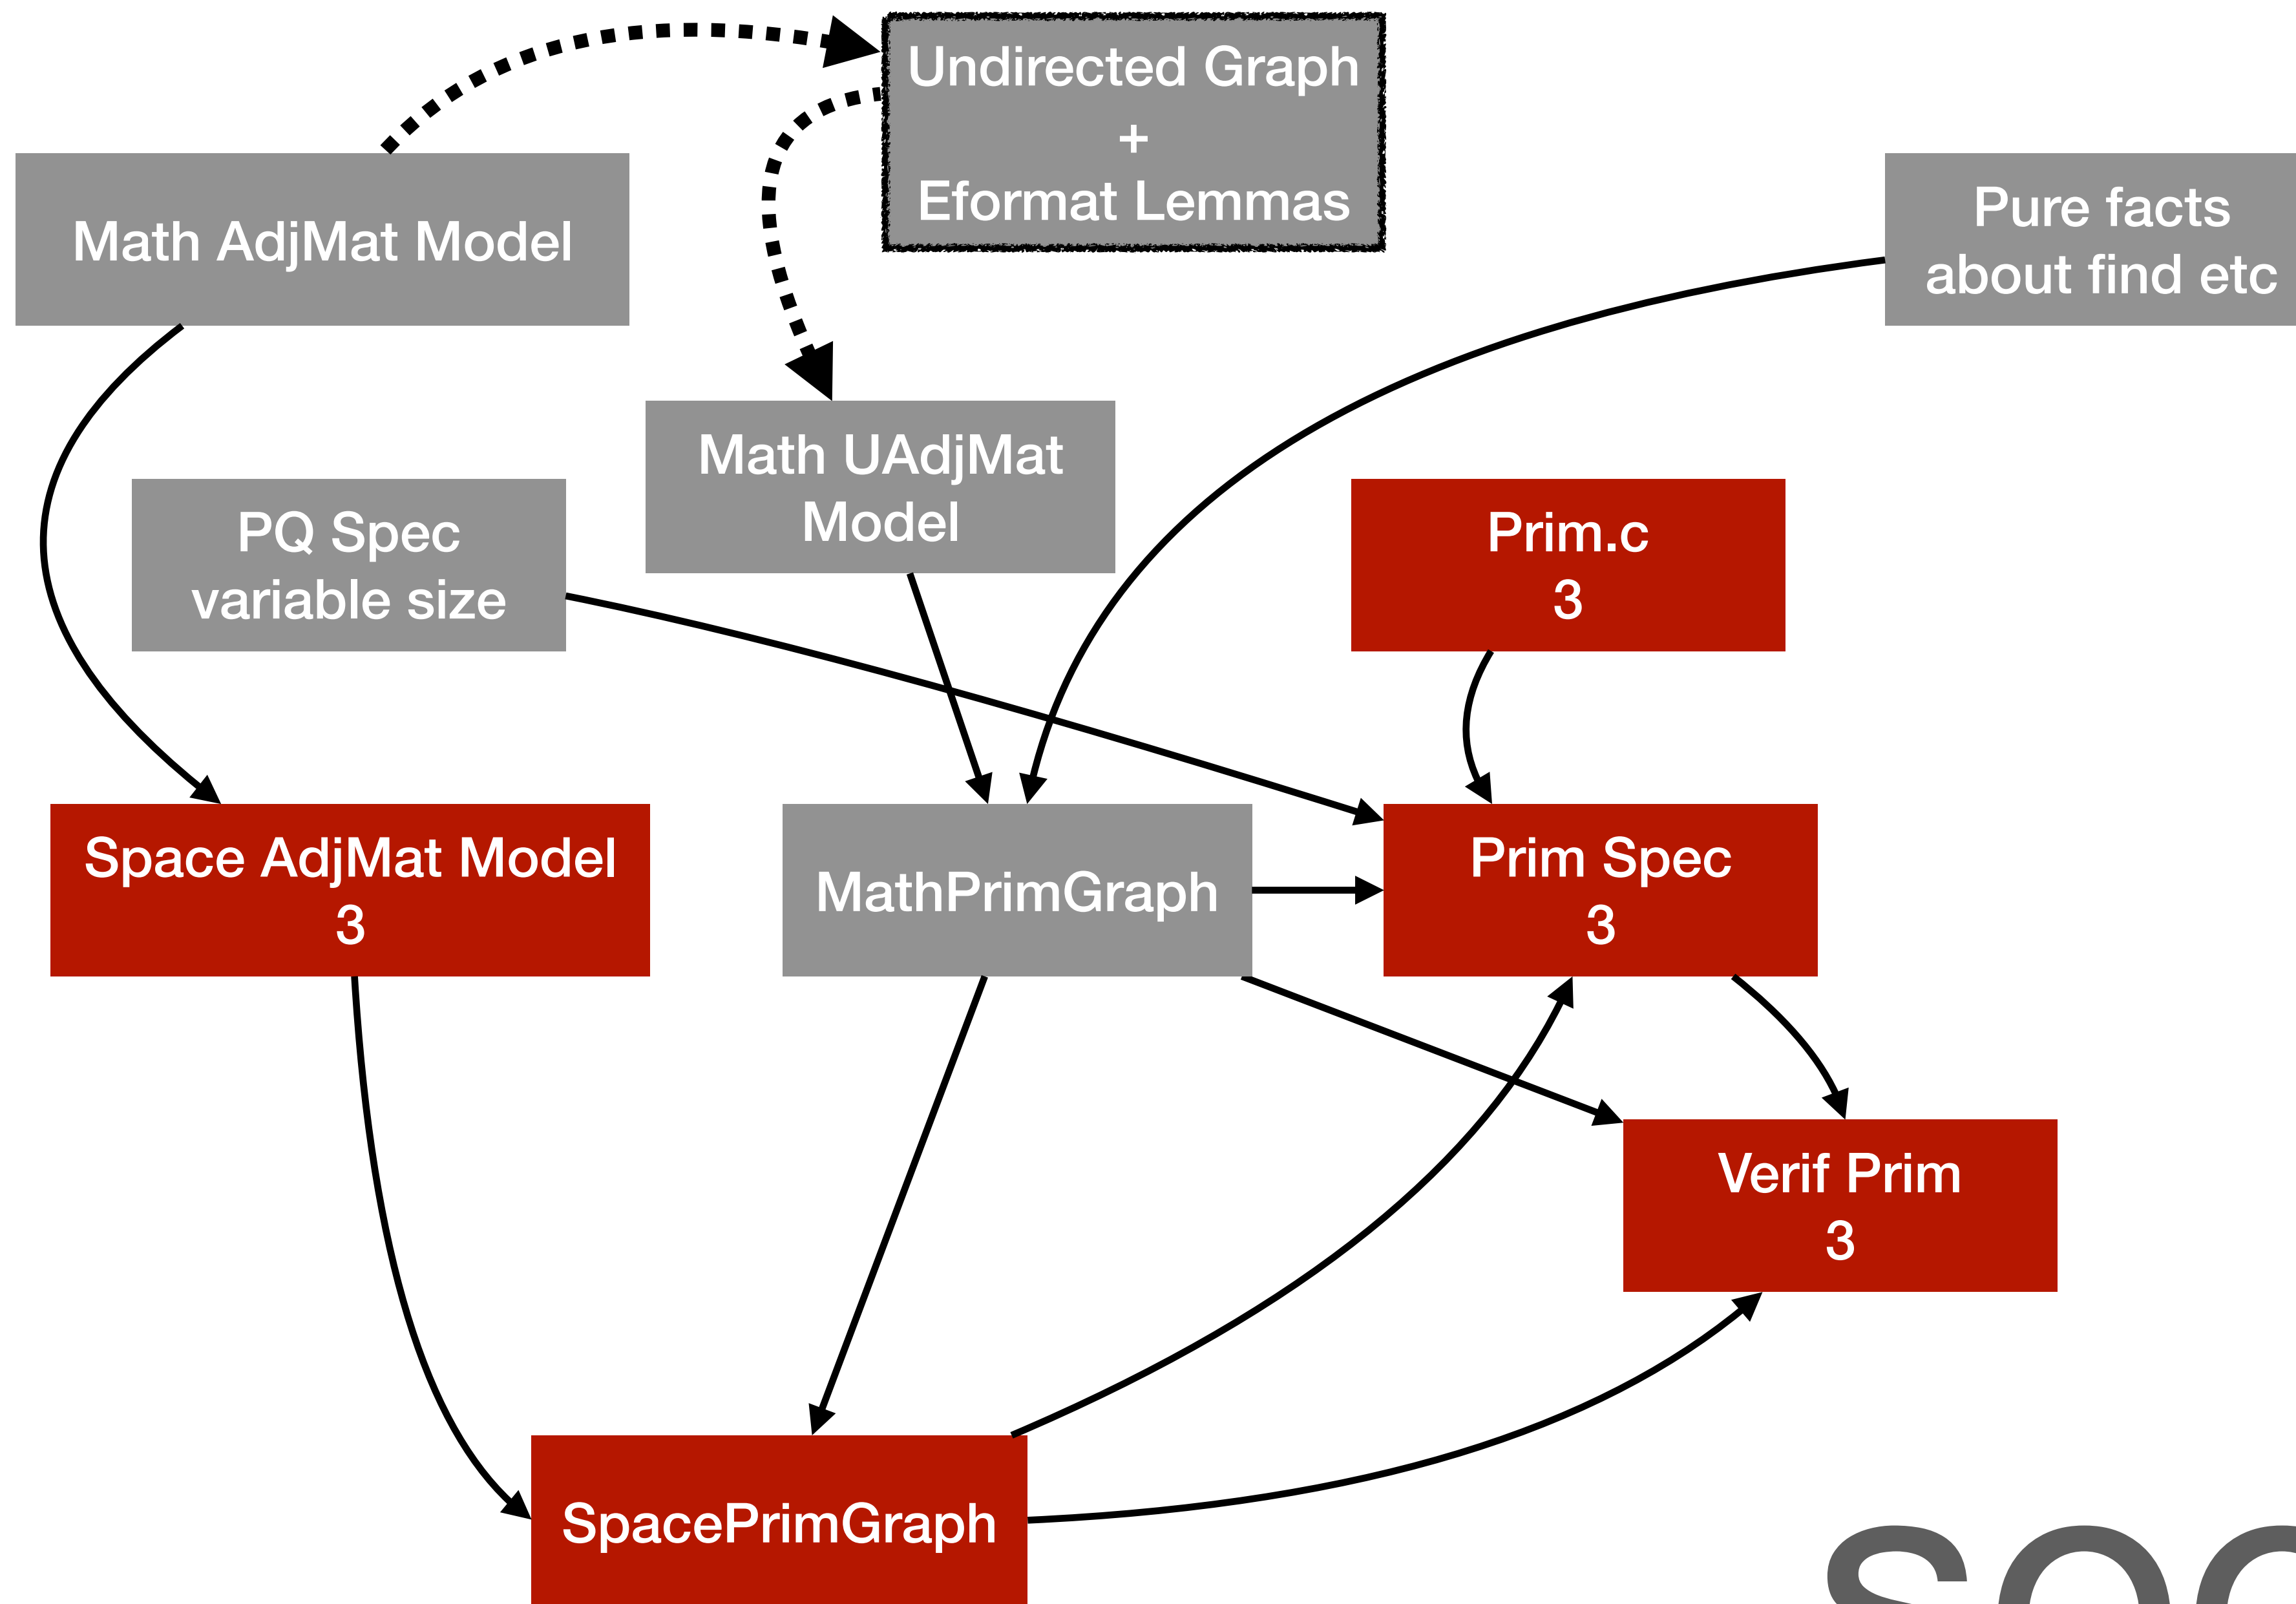 Undirected Graph
+
Eformat Lemmas
Math AdjMat Model
Pure facts
about find etc
Math UAdjMat
Model
PQ Spec
variable size
Prim.c
3
Space AdjMat Model
3
MathPrimGraph
Prim Spec
3
Verif Prim
3
SpacePrimGraph